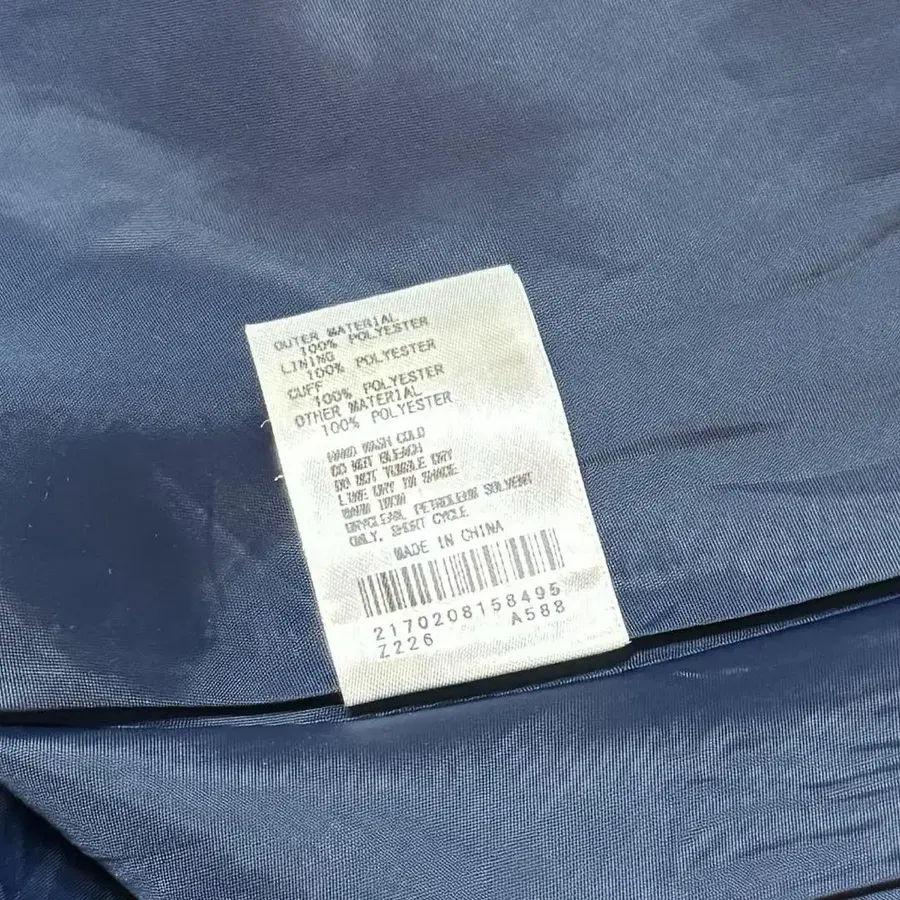 OUTER MATERIAL
100% POLYESTER
LINING
100% POLYESTER
CUFF
100% POLYESTER
OTHER MATERIAL
100% POLYESTER
HAND WASH COLD
DO NOT BLEACH
DO NOT TUMBLE DRY
LINE DRY IN SHADE
WARM IRON
DRYCLEAN, PETROLEUM SOLVENT
ONLY, SHORT CYCLE
MADE IN CHINA
2170208158495
Z226 A588